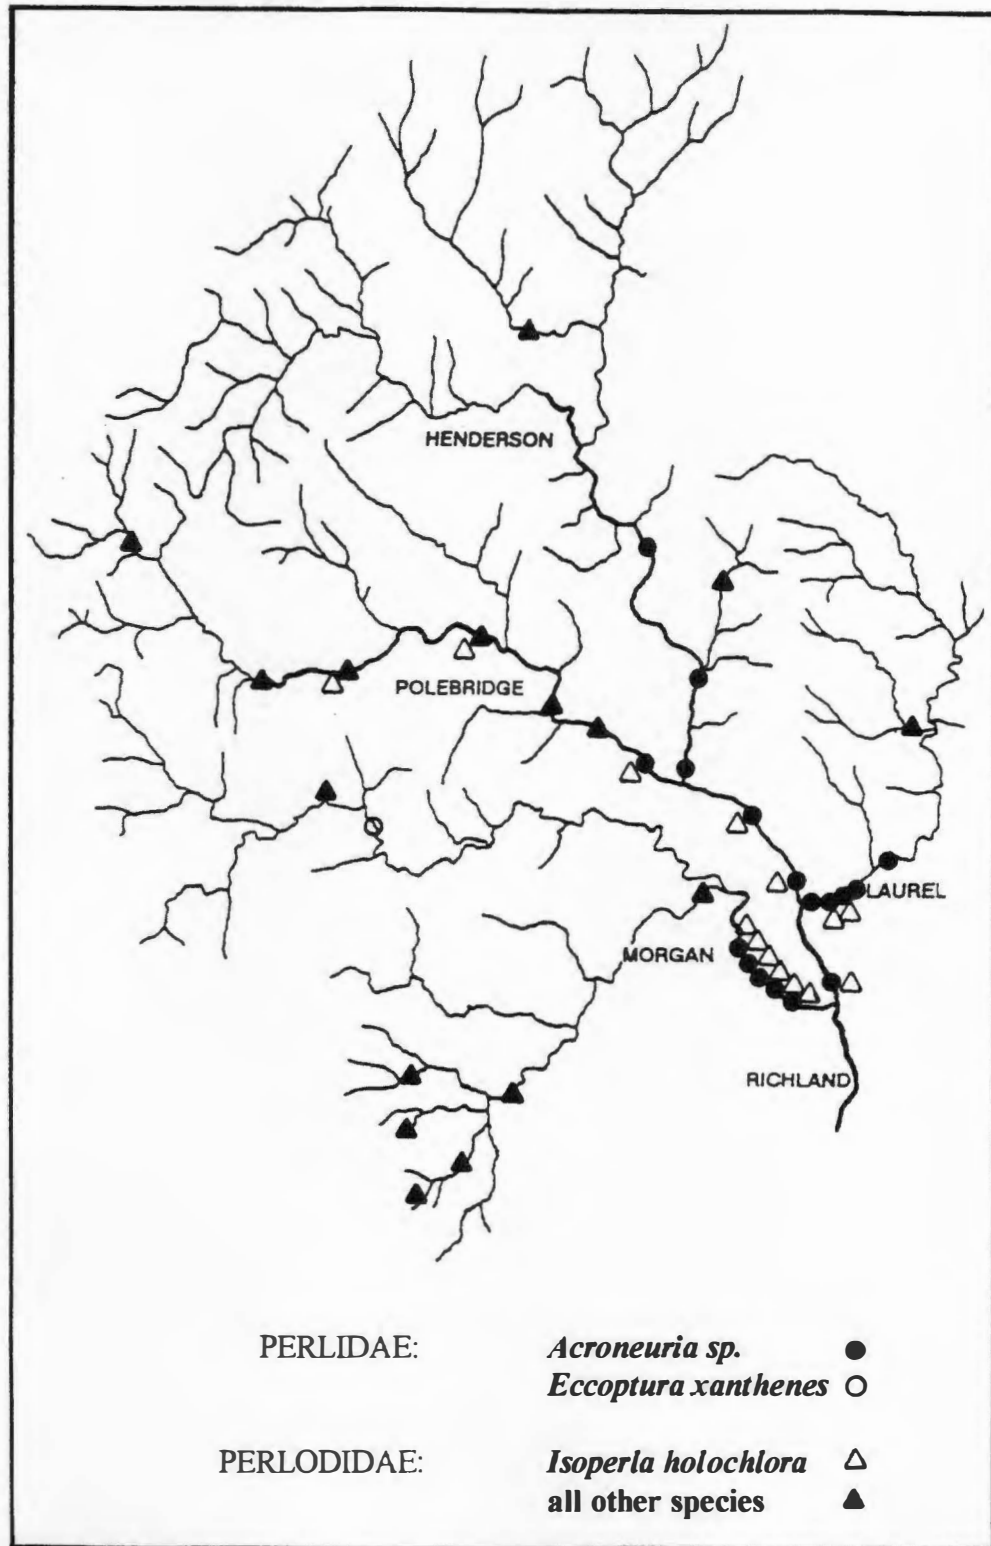 HENDERSON
POLEBRIDGE
LAUREL
MORGAN
RICHLAND
PERLIDAE: Acroneuria sp.
Eccoptura xanthenes
PERLODIDAE: Isoperla holochlora
all other species